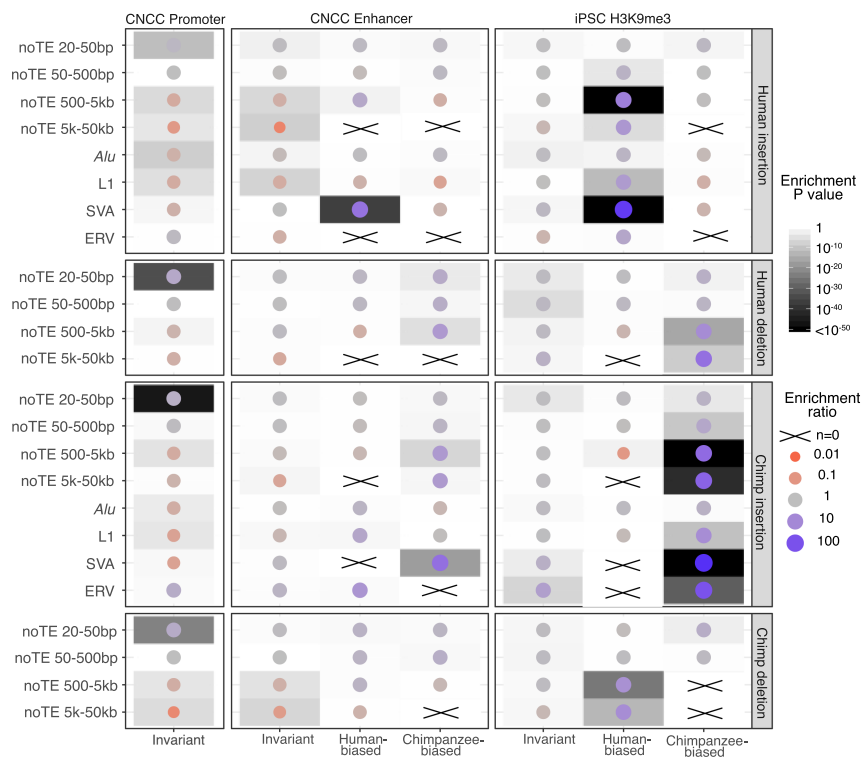 CNCC Promoter
CNCC Enhancer
iPSC H3K9me3
noTE 20-50bp
noTE 50-500bp
noTE 500-5kb
noTE 5k-50kb
Alu
L1
SVA
ERV
Human insertion
noTE 20-50bp
noTE 50-500bp
noTE 500-5kb
noTE 5k-50kb
Human deletion
noTE 20-50bp
noTE 50-500bp
noTE 500-5kb
noTE 5k-50kb
Alu
L1
SVA
ERV
Chimp insertion
noTE 20-50bp
noTE 50-500bp
noTE 500-5kb
noTE 5k-50kb
Chimp deletion
Invariant
Invariant
Human-
biased
Chimpanzee-
biased
Invariant
Human-
biased
Chimpanzee-
biased
Enrichment
P value
1
10⁻¹⁰
10⁻²⁰
10⁻³⁰
10⁻⁴⁰
<10⁻⁵⁰
Enrichment
ratio
n=0
0.01
0.1
1
10
100